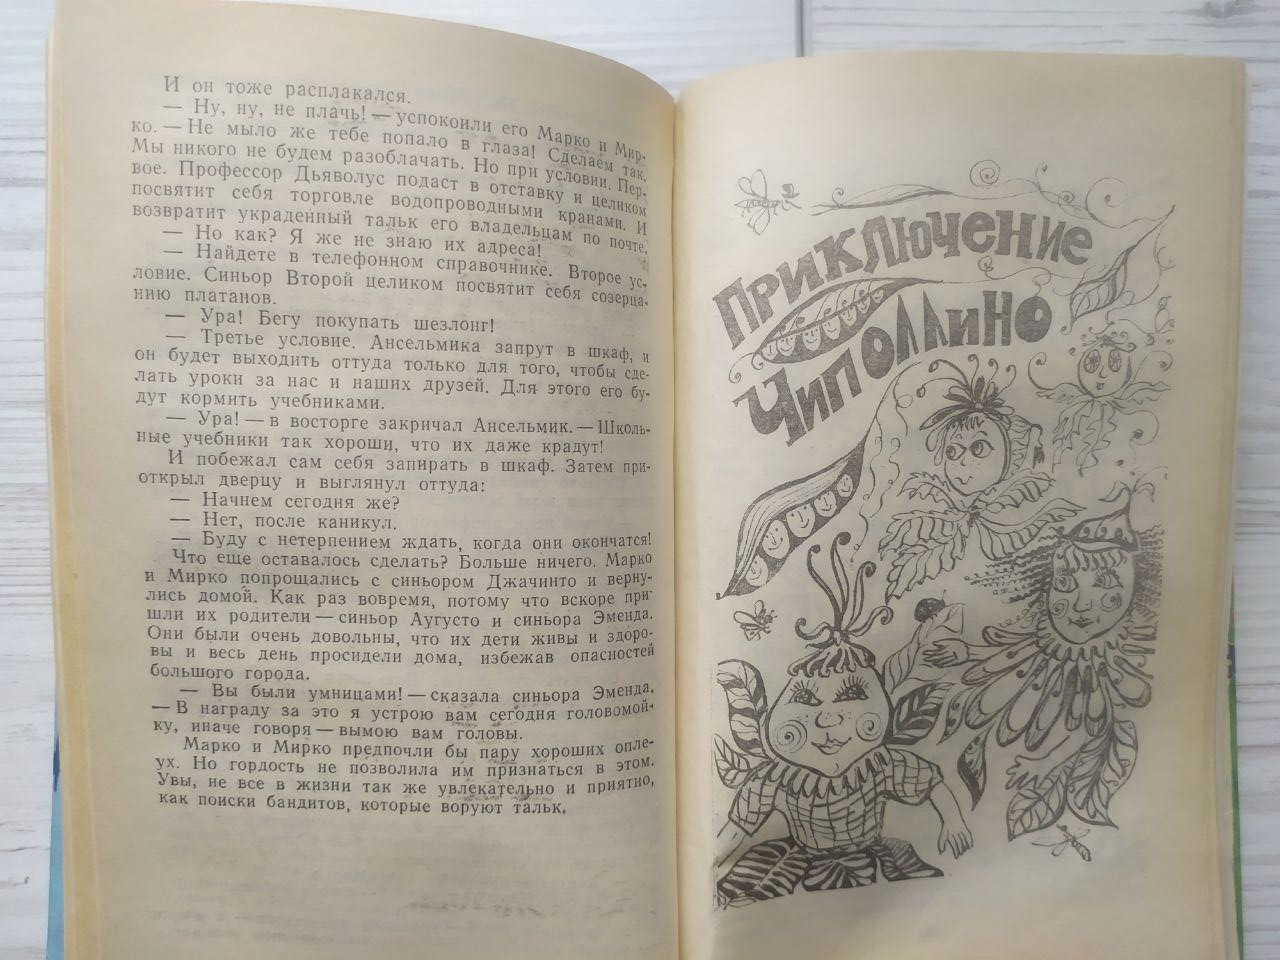 И он тоже расплакался.
— Ну, ну, не плачь! — успокоили его Марко и Мир-
ко. — Не мыло же тебе попало в глаза! Сделаем так.
Мы никого не будем разоблачать. Но при условии. Пер-
вое. Профессор Дьяволус подаст в отставку и целиком
посвятит себя торговле водопроводными кранами. И
возвратит украденный тальк его владельцам по почте.
— Но как? Я же не знаю их адреса!
— Найдете в телефонном справочнике. Второе ус-
ловие. Синьор Второй целиком посвятит себя созерца-
нию платанов.
— Ура! Бегу покупать шезлонг!
— Третье условие. Ансельмика запрут в шкаф, и
он будет выходить оттуда только для того, чтобы сде-
лать уроки за нас и наших друзей. Для этого его бу-
дут кормить учебниками.
— Ура! — в восторге закричал Ансельмик. — Школь-
ные учебники так хороши, что их даже крадут!
И побежал сам себя запирать в шкаф. Затем при-
открыл дверцу и выглянул оттуда:
— Начнем сегодня же?
— Нет, после каникул.
— Буду с нетерпением ждать, когда они окончатся!
Что еще оставалось сделать? Больше ничего. Марко
и Мирко попрощались с синьором Джачинто и верну-
лись домой. Как раз вовремя, потому что вскоре при-
шли их родители — синьор Аугусто и синьора Эменда.
Они были очень довольны, что их дети живы и здоро-
вы и весь день просидели дома, избежав опасностей
большого города.
— Вы были умницами! — сказала синьора Эменда.
— В награду за это я устрою вам сегодня головомой-
ку, иначе говоря — вымою вам головы.
Марко и Мирко предпочли бы пару хороших опле-
ух. Но гордость не позволила им признаться в этом.
Увы, не все в жизни так же увлекательно и приятно,
как поиски бандитов, которые воруют тальк.
Приключение
Чиполлино